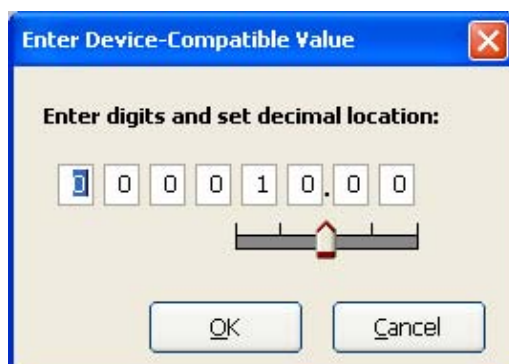 Enter Device-Compatible Value
Enter digits and set decimal location:
0 0 0 0 1 0.0 0
OK Cancel